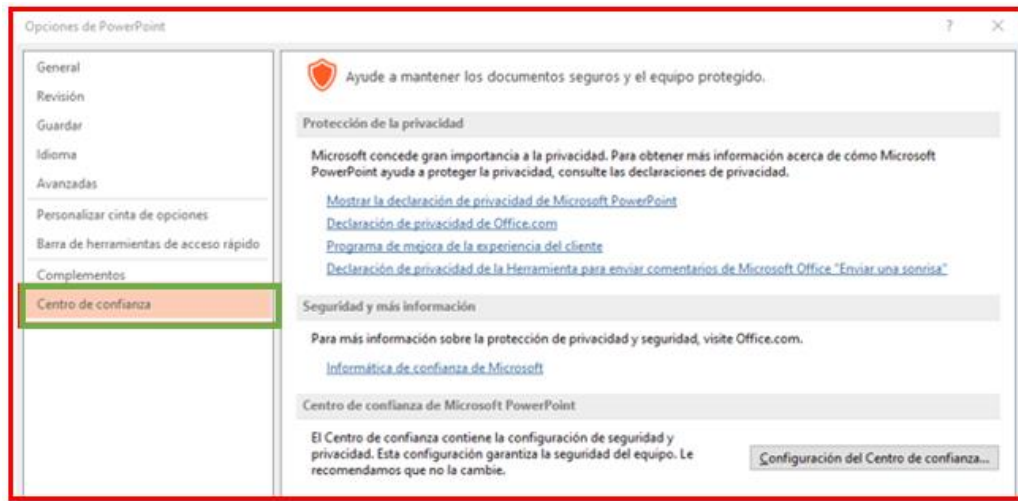 Opciones de PowerPoint
?
General
Revisión
Guardar
Idioma
Avanzadas
Personalizar cinta de opciones
Barra de herramientas de acceso rápido
Complementos
Centro de confianza
Ayude a mantener los documentos seguros y el equipo protegido.
Protección de la privacidad
Microsoft concede gran importancia a la privacidad. Para obtener más información acerca de cómo Microsoft
PowerPoint ayuda a proteger la privacidad, consulte las declaraciones de privacidad.
Mostrar la declaración de privacidad de Microsoft PowerPoint
Declaración de privacidad de Office.com
Programa de mejora de la experiencia del cliente
Declaración de privacidad de la Herramienta para enviar comentarios de Microsoft Office "Enviar una sonrisa"
Seguridad y más información
Para más información sobre la protección de privacidad y seguridad, visite Office.com.
Informática de confianza de Microsoft
Centro de confianza de Microsoft PowerPoint
El Centro de confianza contiene la configuración de seguridad y
privacidad. Esta configuración garantiza la seguridad del equipo. Le
recomendamos que no la cambie.
Configuración del Centro de confianza...